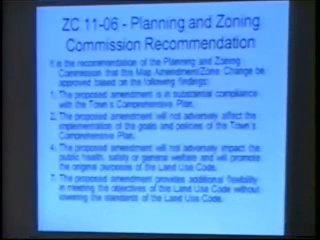 ZC 11-06 - Planning and Zoning
Commission Recommendation
It is the recommendation of the Planning and Zoning
Commission that this Map Amendment/Zone Change be
approved based on the following findings:
1. The proposed amendment is in substantial compliance
with the Town's Comprehensive Plan.
2. The proposed amendment will not adversely affect the
implementation of the goals and policies of the Town's
Comprehensive Plan.
4. The proposed amendment will not adversely impact the
public health, safety or general welfare and will promote
the original purposes of the Land Use Code.
7. The proposed amendment provides additional flexibility
in meeting the objectives of this Land Use Code without
lowering the standards of the Land Use Code.